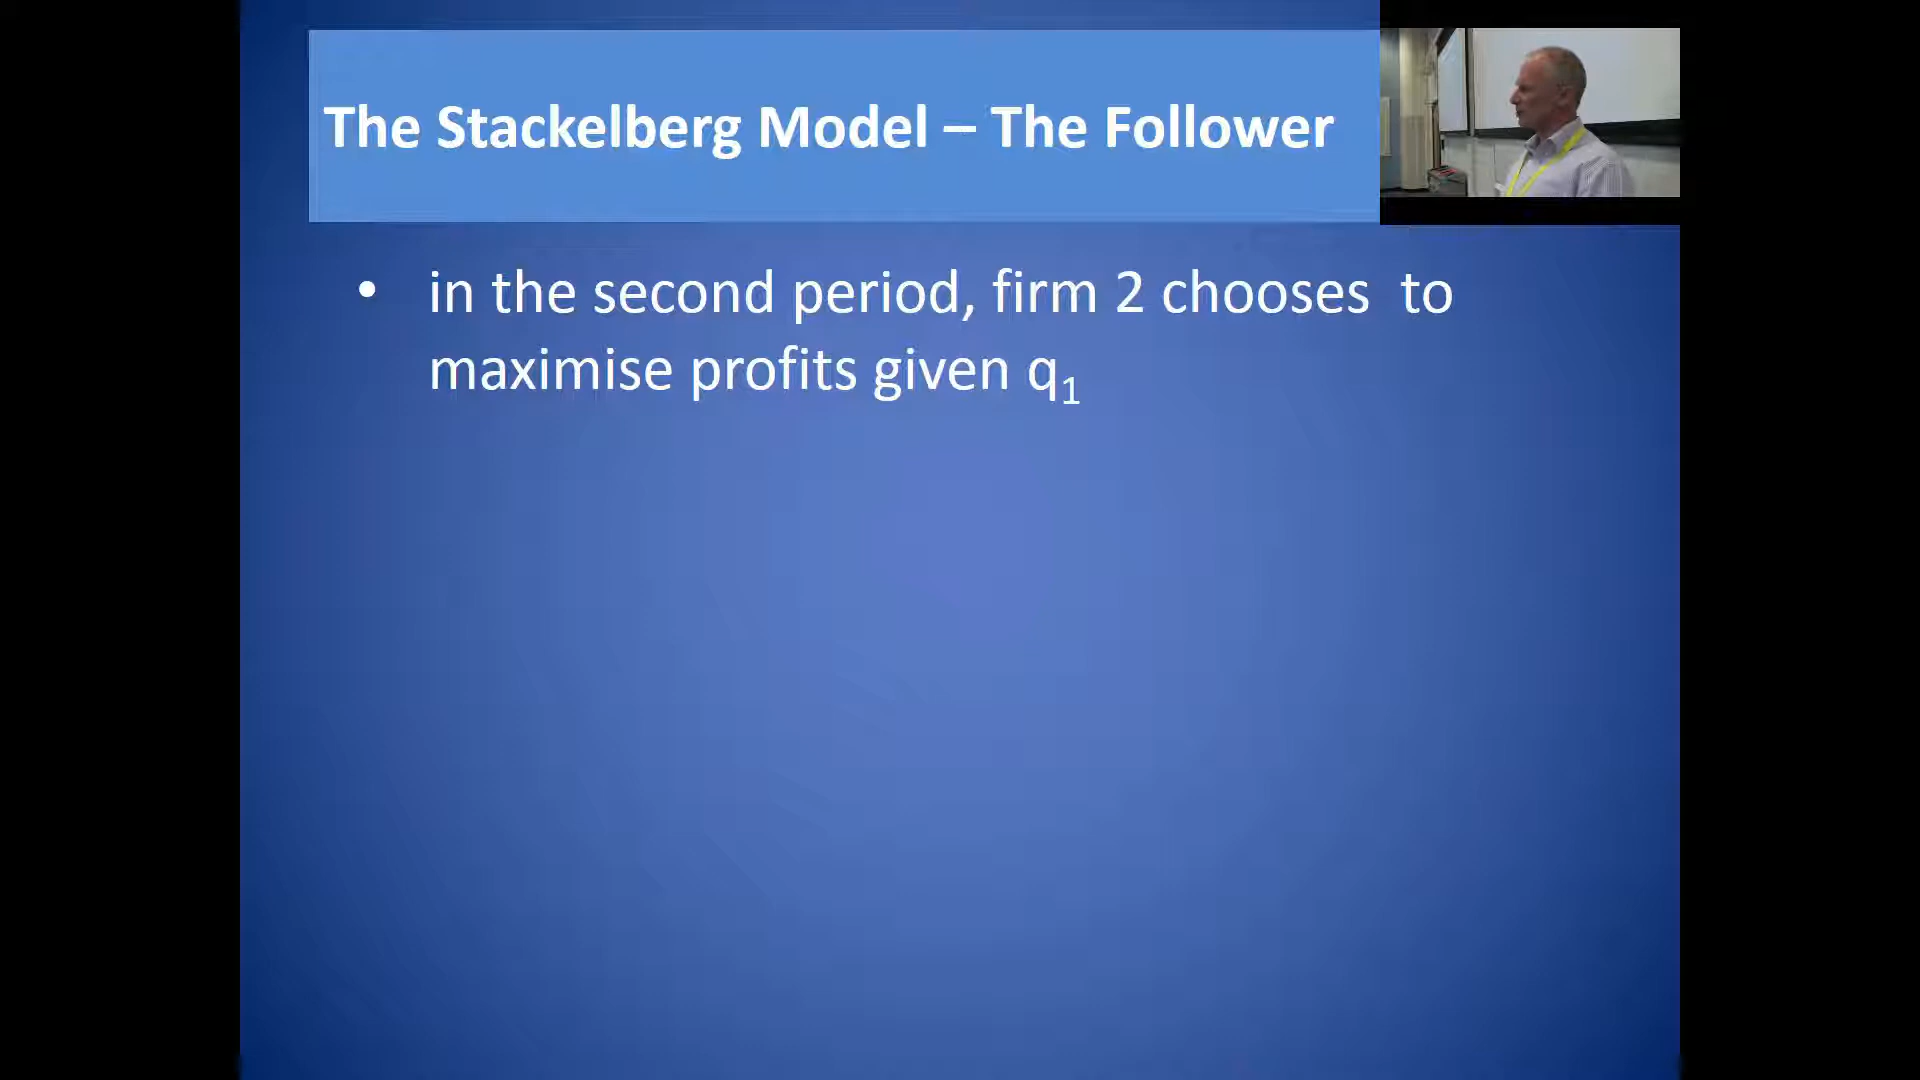 The Stackelberg Model – The Follower
• in the second period, firm 2 chooses  to
maximise profits given q₁